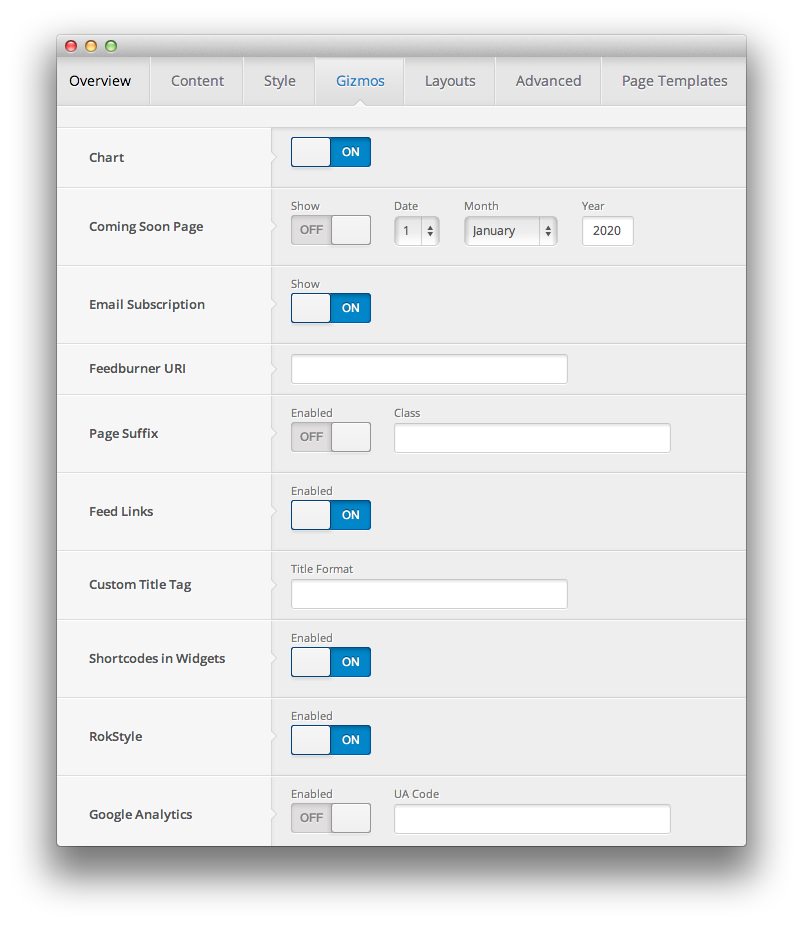 Overview Content Style Gizmos Layouts Advanced Page Templates
Chart ON
Show Date Month Year
Coming Soon Page OFF 1 January 2020
Show
Email Subscription ON
Feedburner URI
Enabled Class
Page Suffix OFF
Enabled
Feed Links ON
Title Format
Custom Title Tag
Enabled
Shortcodes in Widgets ON
Enabled
RokStyle ON
Enabled UA Code
Google Analytics OFF